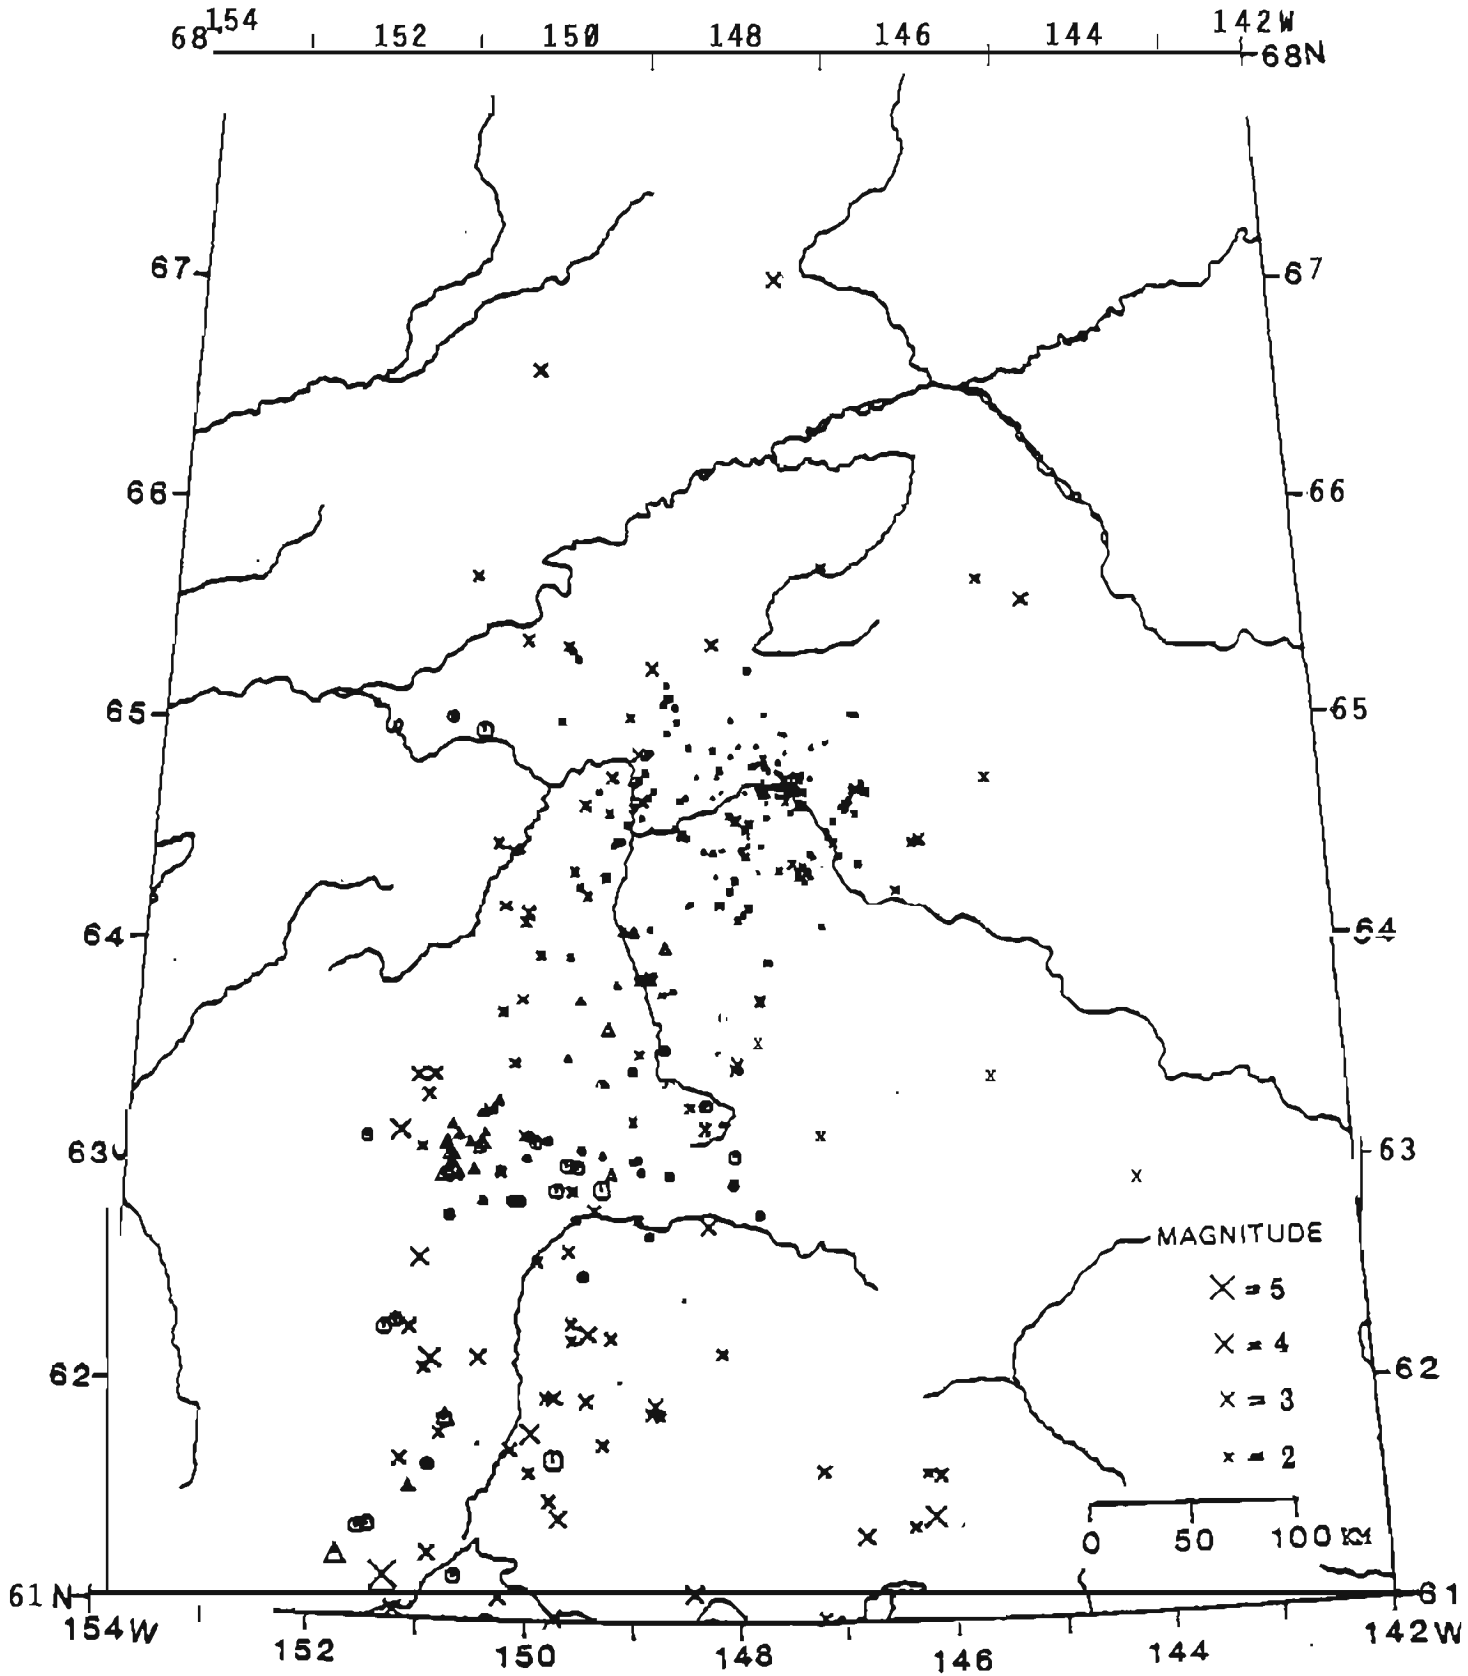 68 154 152 150 148 146 144 142W
68N
67 67
66 66
65 65
64 64
63 63
MAGNITUDE
X = 5
X = 4
62 62
X = 3
X = 2
0 50 100 KM
61 N 61
154W 152 150 148 146 144 142W